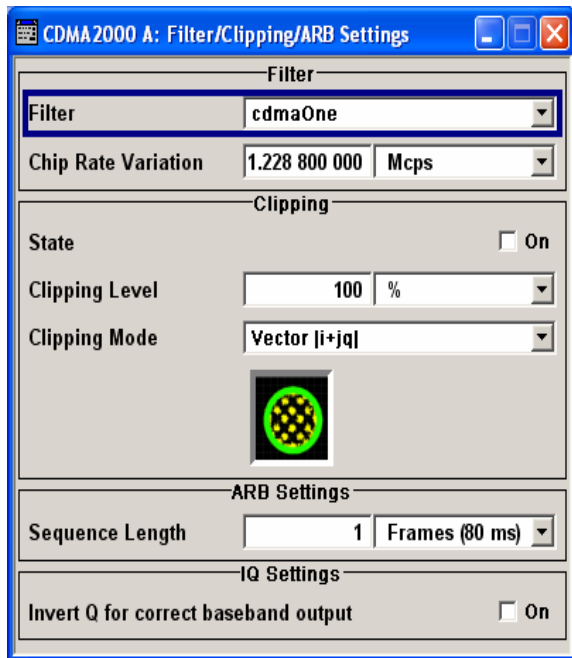 CDMA2000 A: Filter/Clipping/ARB Settings
Filter
Filter cdmaOne
Chip Rate Variation 1.228 800 000 Mcps
Clipping
State On
Clipping Level 100 %
Clipping Mode Vector |i+jq|
ARB Settings
Sequence Length 1 Frames (80 ms)
IQ Settings
Invert Q for correct baseband output On